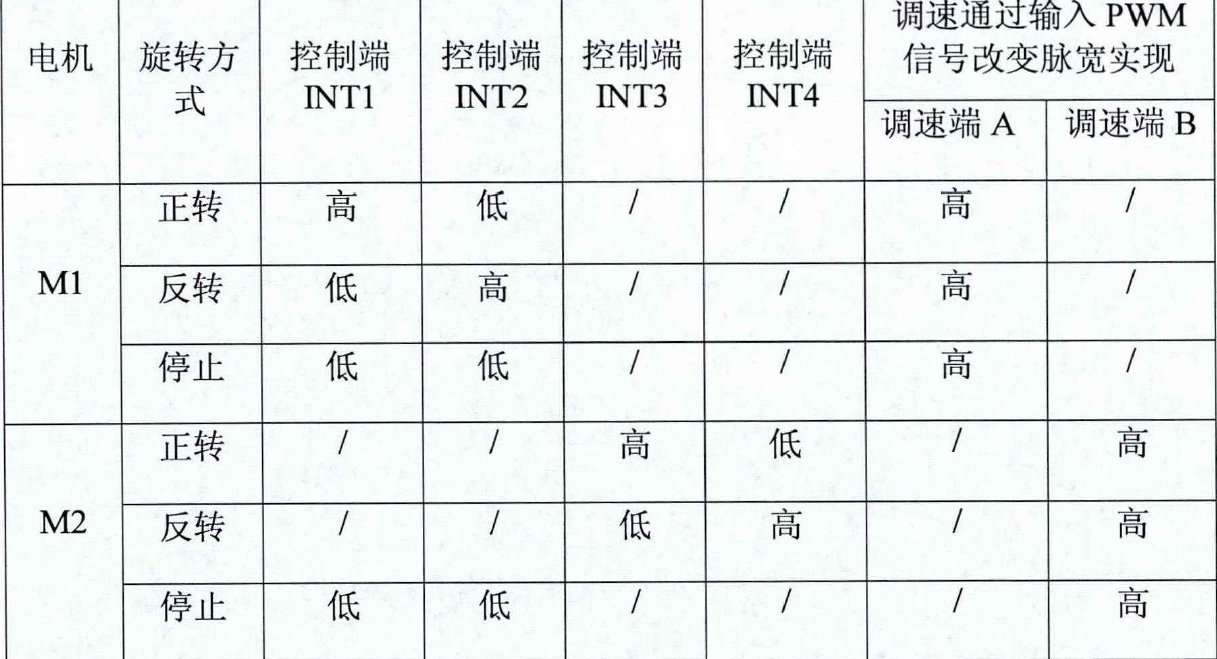 电机 旋转方式 控制端 INT1 控制端 INT2 控制端 INT3 控制端 INT4 调速通过输入 PWM 信号改变脉宽实现
调速端 A 调速端 B
M1 正转 高 低 / / 高 /
反转 低 高 / / 高 /
停止 低 低 / / 高 /
M2 正转 / / 高 低 / 高
反转 / / 低 高 / 高
停止 低 低 / / / 高